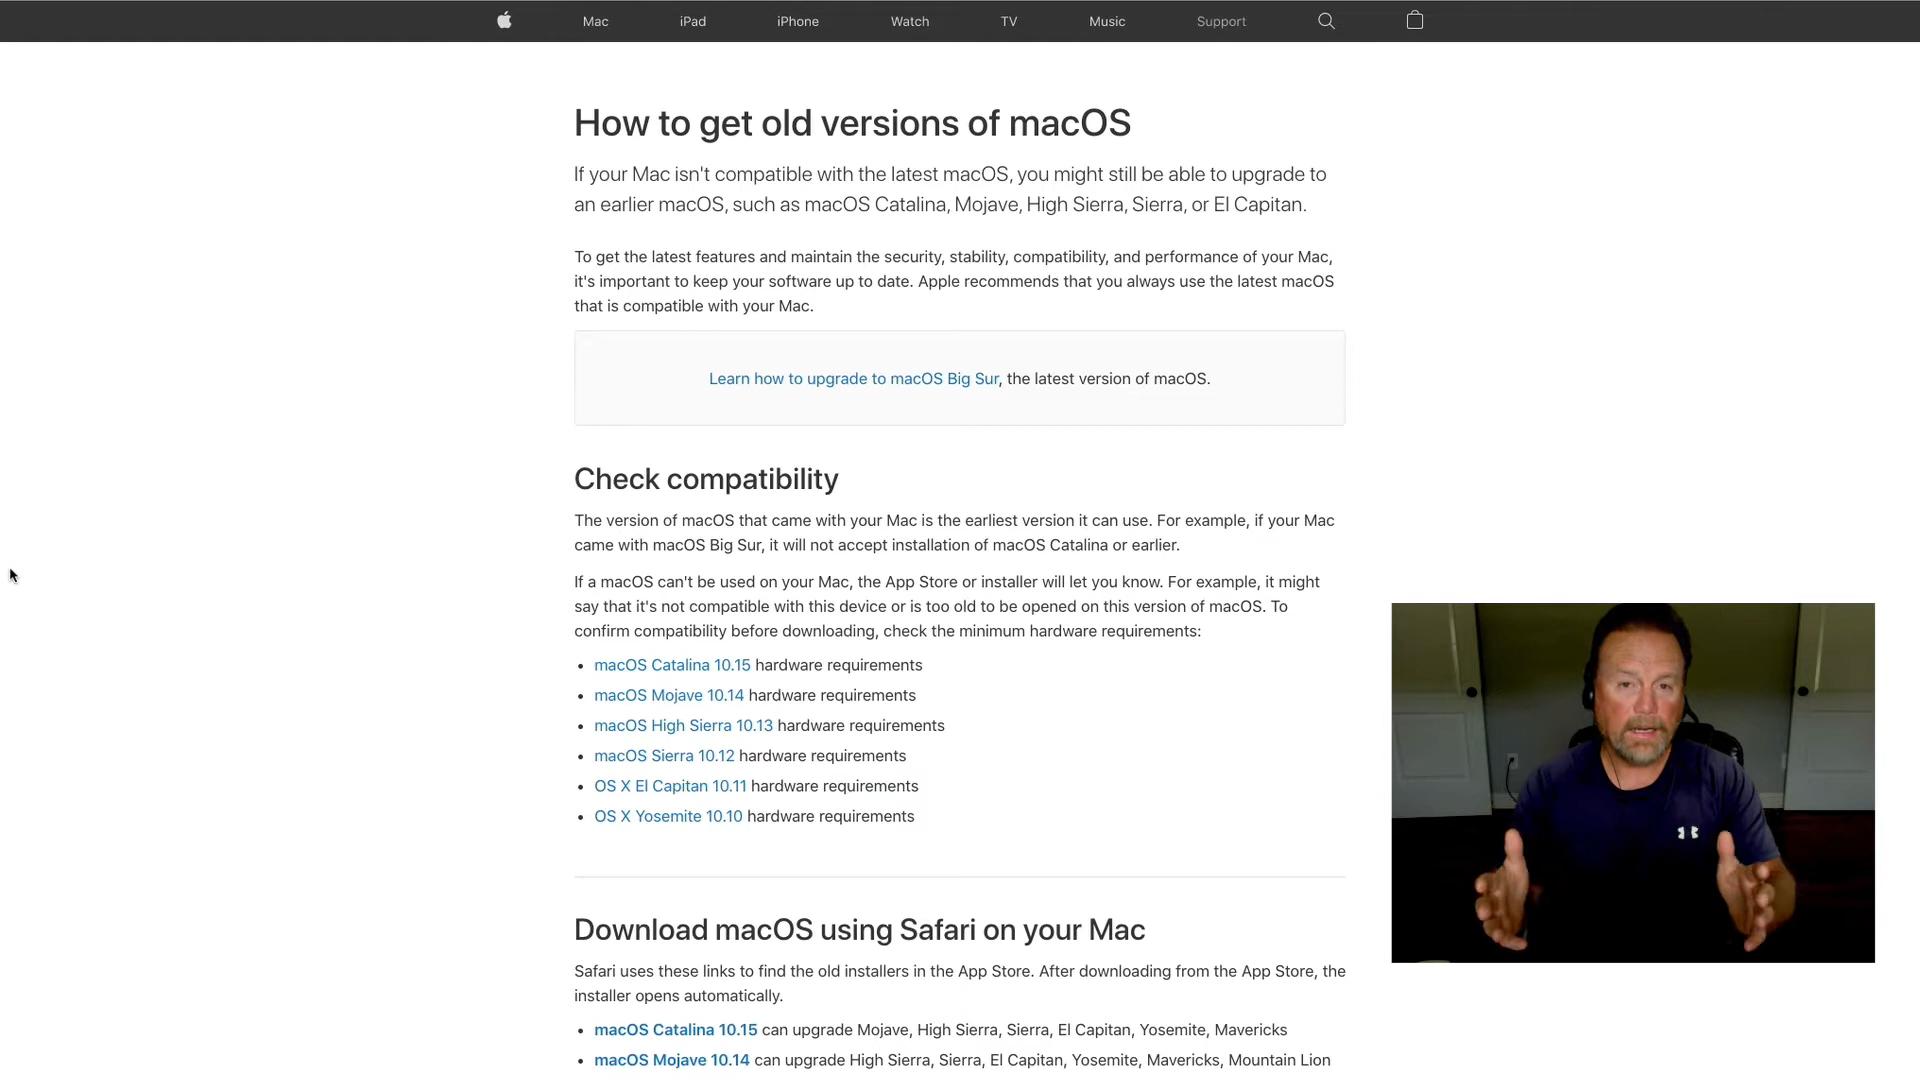 Mac iPad iPhone Watch TV Music Support
How to get old versions of macOS
If your Mac isn't compatible with the latest macOS, you might still be able to upgrade to
an earlier macOS, such as macOS Catalina, Mojave, High Sierra, Sierra, or El Capitan.
To get the latest features and maintain the security, stability, compatibility, and performance of your Mac,
it's important to keep your software up to date. Apple recommends that you always use the latest macOS
that is compatible with your Mac.
Learn how to upgrade to macOS Big Sur, the latest version of macOS.
Check compatibility
The version of macOS that came with your Mac is the earliest version it can use. For example, if your Mac
came with macOS Big Sur, it will not accept installation of macOS Catalina or earlier.
If a macOS can't be used on your Mac, the App Store or installer will let you know. For example, it might
say that it's not compatible with this device or is too old to be opened on this version of macOS. To
confirm compatibility before downloading, check the minimum hardware requirements:
• macOS Catalina 10.15 hardware requirements
• macOS Mojave 10.14 hardware requirements
• macOS High Sierra 10.13 hardware requirements
• macOS Sierra 10.12 hardware requirements
• OS X El Capitan 10.11 hardware requirements
• OS X Yosemite 10.10 hardware requirements
Download macOS using Safari on your Mac
Safari uses these links to find the old installers in the App Store. After downloading from the App Store, the
installer opens automatically.
• macOS Catalina 10.15 can upgrade Mojave, High Sierra, Sierra, El Capitan, Yosemite, Mavericks
• macOS Mojave 10.14 can upgrade High Sierra, Sierra, El Capitan, Yosemite, Mavericks, Mountain Lion